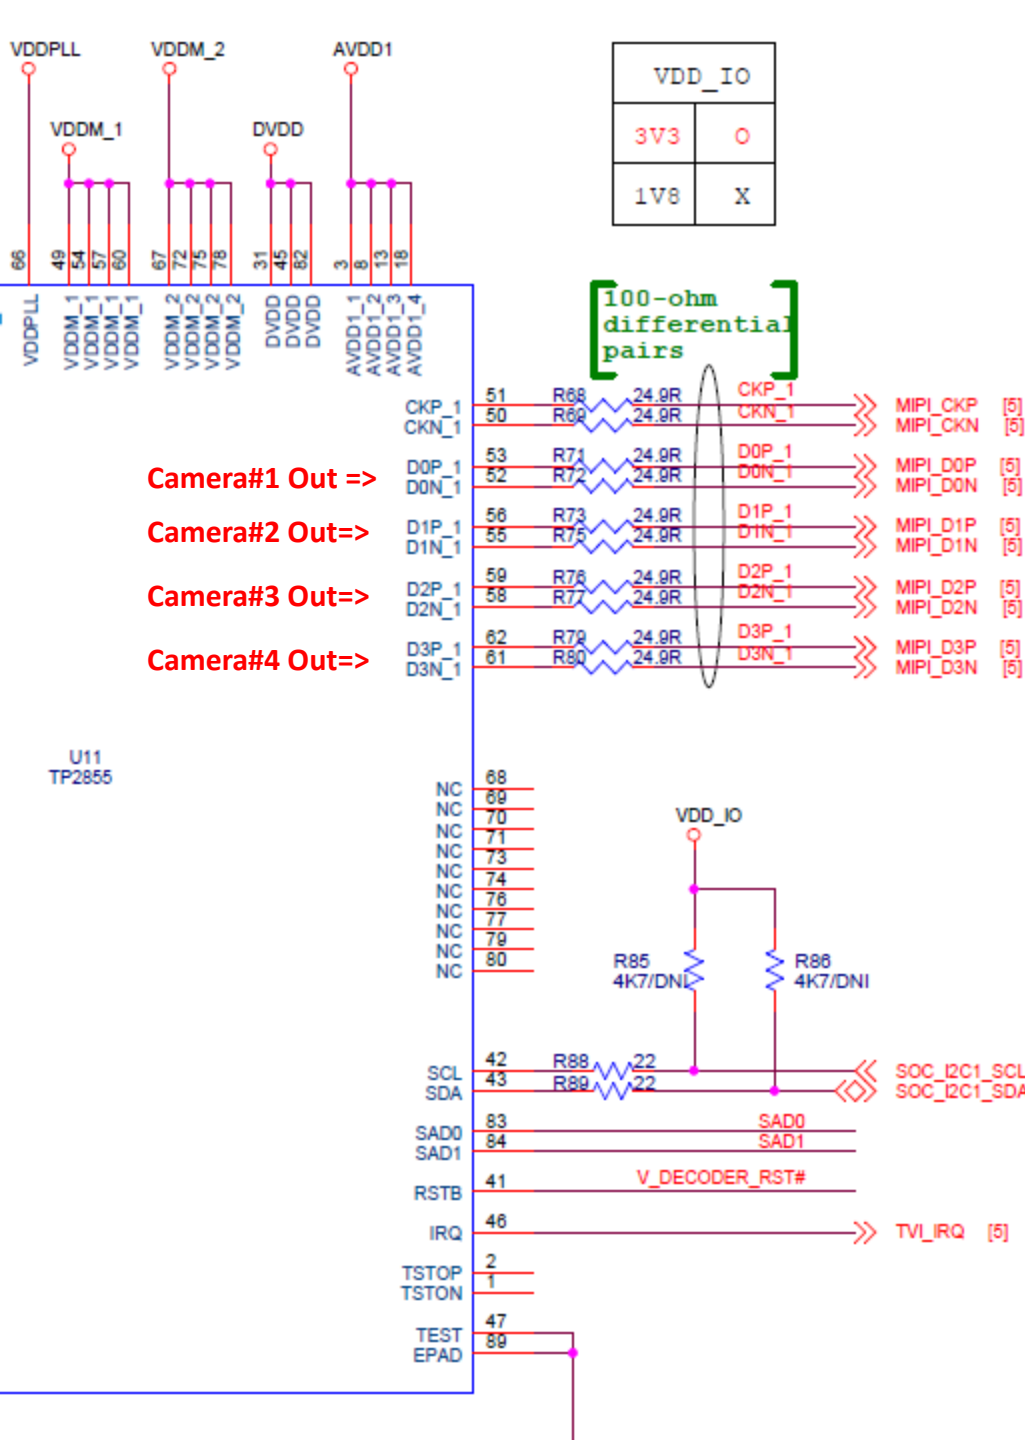 VDDPLL VDDM_2 AVDD1
VDDM_1 DVDD
VDD_IO
3V3 O
1V8 X
66 49 54 57 60 67 72 75 78 31 45 82 3 8 13 18
VDDPLL VDDM_1 VDDM_1 VDDM_1 VDDM_1 VDDM_2 VDDM_2 VDDM_2 VDDM_2 DVDD DVDD DVDD AVDD1_1 AVDD1_2 AVDD1_3 AVDD1_4
100-ohm
differential
pairs
CKP_1 51 R68 24.9R CKP_1 MIPI_CKP [5]
CKN_1 50 R69 24.9R CKN_1 MIPI_CKN [5]
Camera#1 Out =>
D0P_1 53 R71 24.9R D0P_1 MIPI_D0P [5]
D0N_1 52 R72 24.9R D0N_1 MIPI_D0N [5]
Camera#2 Out=>
D1P_1 56 R73 24.9R D1P_1 MIPI_D1P [5]
D1N_1 55 R75 24.9R D1N_1 MIPI_D1N [5]
Camera#3 Out=>
D2P_1 59 R76 24.9R D2P_1 MIPI_D2P [5]
D2N_1 58 R77 24.9R D2N_1 MIPI_D2N [5]
Camera#4 Out=>
D3P_1 62 R79 24.9R D3P_1 MIPI_D3P [5]
D3N_1 61 R80 24.9R D3N_1 MIPI_D3N [5]
U11
TP2855
NC 68
NC 69
NC 70
NC 71
NC 73
NC 74
NC 76
NC 77
NC 79
NC 80
VDD_IO
R85 R86
4K7/DNI 4K7/DNI
SCL 42 R88 22 SOC_I2C1_SCL
SDA 43 R89 22 SOC_I2C1_SDA
SAD0 83 SAD0
SAD1 84 SAD1
RSTB 41 V_DECODER_RST#
IRQ 46 TVI_IRQ [5]
TSTOP 2
TSTON 1
TEST 47
EPAD 89